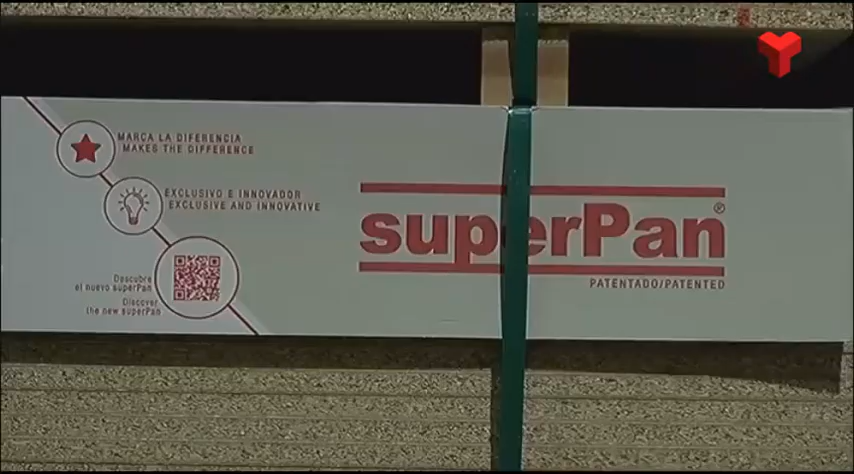 MARCA LA DIFERENCIA
MAKES THE DIFFERENCE
EXCLUSIVO E INNOVADOR
EXCLUSIVE AND INNOVATIVE
Descubre
el nuevo superPan
Discover
the new superPan
superPan®
PATENTADO/PATENTED